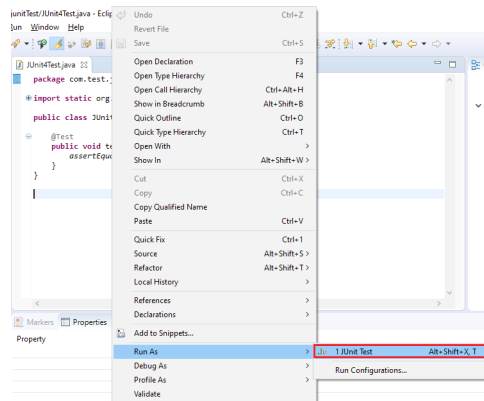 junitTest/JUnit4Test.java - Eclip
Run Window Help
JUnit4Test.java
package com.test.
import static org
public class JUnit
@Test
public void te
assertEqu
}
}
Markers Properties
Property
Undo Ctrl+Z
Revert File
Save Ctrl+S
Open Declaration F3
Open Type Hierarchy F4
Open Call Hierarchy Ctrl+Alt+H
Show in Breadcrumb Alt+Shift+B
Quick Outline Ctrl+O
Quick Type Hierarchy Ctrl+T
Open With >
Show In Alt+Shift+W >
Cut Ctrl+X
Copy Ctrl+C
Copy Qualified Name
Paste Ctrl+V
Quick Fix Ctrl+1
Source Alt+Shift+S >
Refactor Alt+Shift+T >
Local History >
References >
Declarations >
Add to Snippets...
Run As >
Debug As >
Profile As >
Validate
Ju 1 JUnit Test Alt+Shift+X, T
Run Configurations...